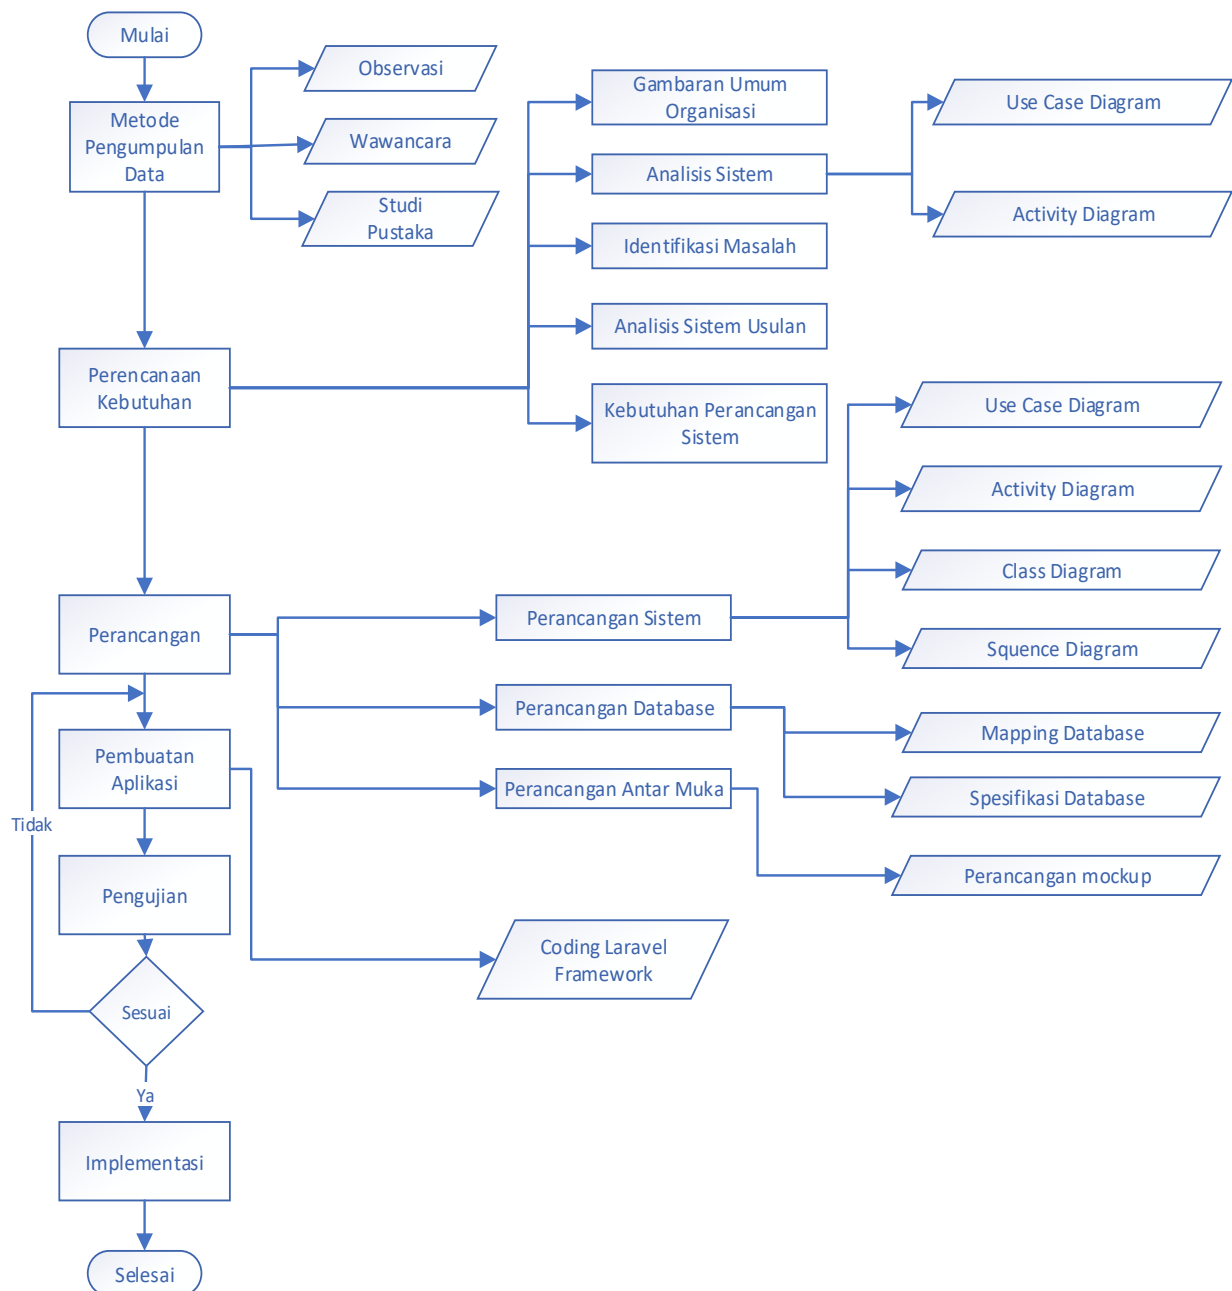 Mulai
Metode
Pengumpulan
Data
Observasi
Wawancara
Studi
Pustaka
Perencanaan
Kebutuhan
Gambaran Umum
Organisasi
Analisis Sistem
Use Case Diagram
Activity Diagram
Identifikasi Masalah
Analisis Sistem Usulan
Kebutuhan Perancangan
Sistem
Perancangan
Perancangan Sistem
Use Case Diagram
Activity Diagram
Class Diagram
Squence Diagram
Perancangan Database
Mapping Database
Spesifikasi Database
Perancangan Antar Muka
Perancangan mockup
Pembuatan
Aplikasi
Coding Laravel
Framework
Tidak
Pengujian
Sesuai
Ya
Implementasi
Selesai